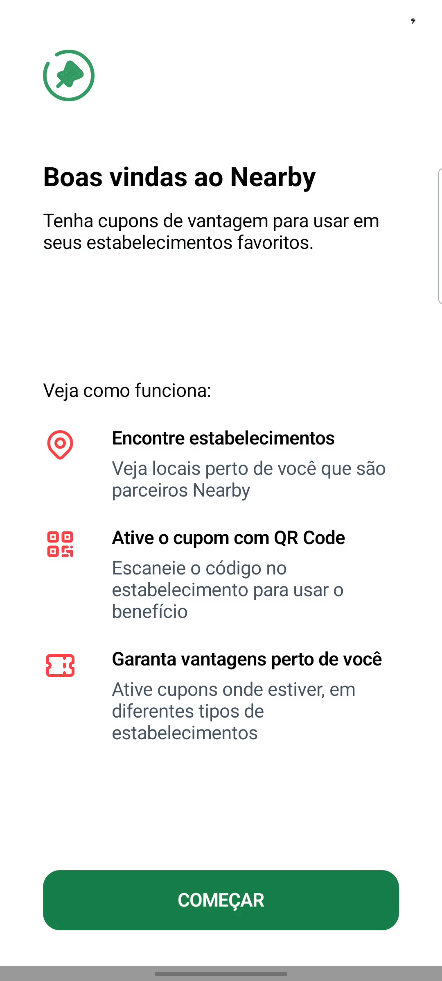 Boas vindas ao Nearby
Tenha cupons de vantagem para usar em
seus estabelecimentos favoritos.
Veja como funciona:
Encontre estabelecimentos
Veja locais perto de você que são
parceiros Nearby
Ative o cupom com QR Code
Escaneie o código no
estabelecimento para usar o
benefício
Garanta vantagens perto de você
Ative cupons onde estiver, em
diferentes tipos de
estabelecimentos
COMEÇAR